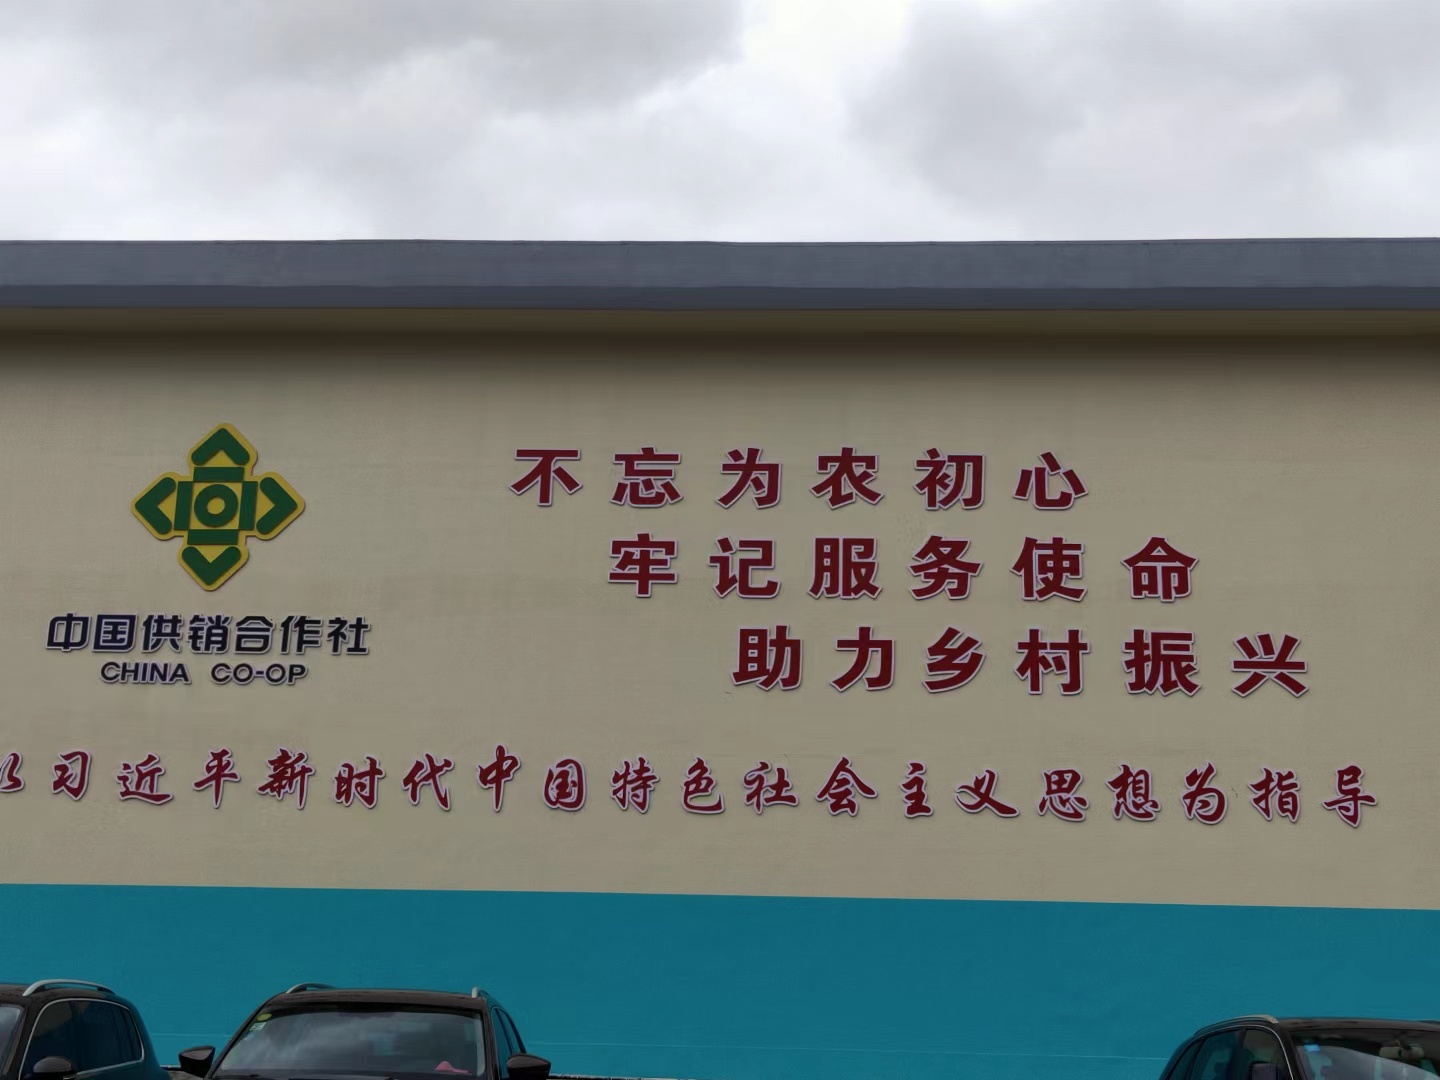 不忘为农初心
牢记服务使命
助力乡村振兴
中国供销合作社
CHINA CO-OP
以习近平新时代中国特色社会主义思想为指导